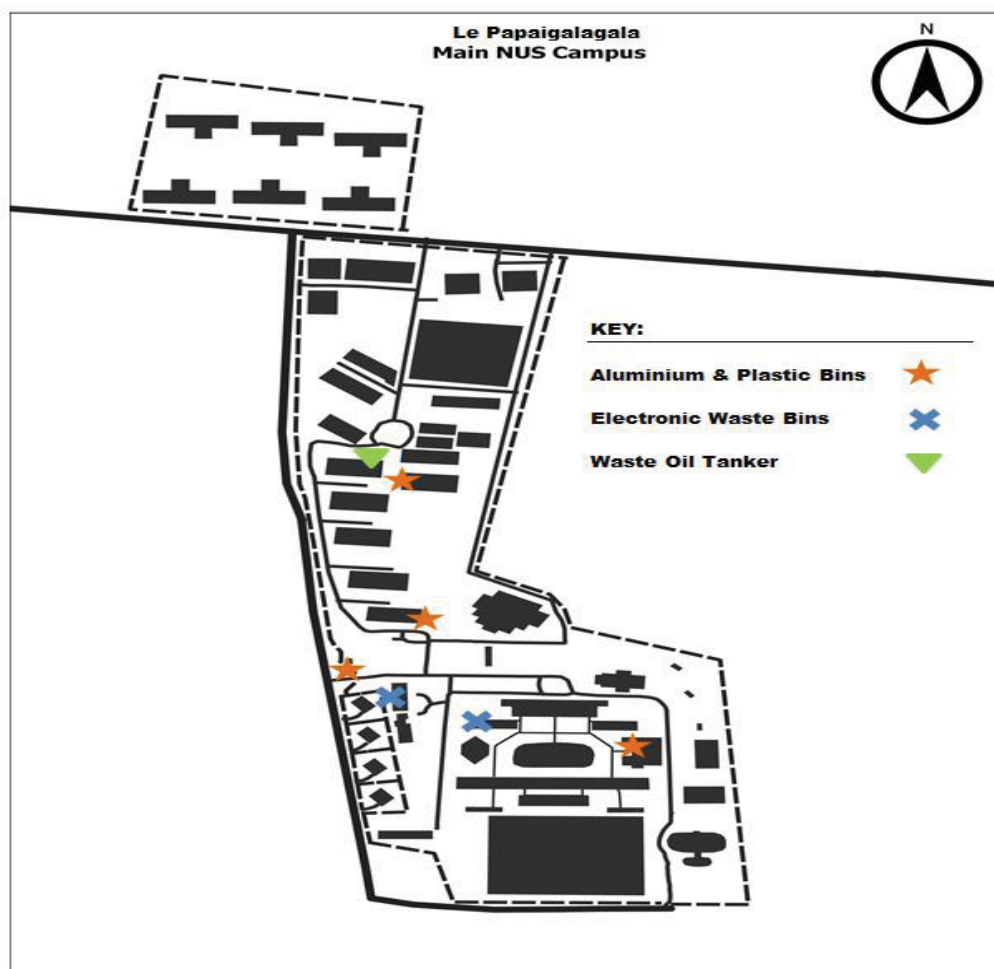 Le Papaigalagala
Main NUS Campus
N
KEY:
Aluminium & Plastic Bins
Electronic Waste Bins
Waste Oil Tanker